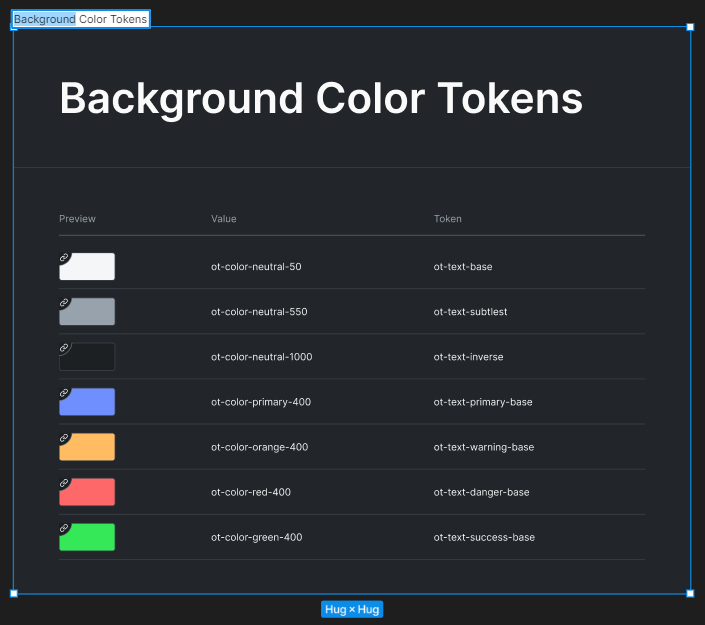 Background Color Tokens
Background Color Tokens
Preview Value Token
ot-color-neutral-50 ot-text-base
ot-color-neutral-550 ot-text-subtlest
ot-color-neutral-1000 ot-text-inverse
ot-color-primary-400 ot-text-primary-base
ot-color-orange-400 ot-text-warning-base
ot-color-red-400 ot-text-danger-base
ot-color-green-400 ot-text-success-base
Hug × Hug